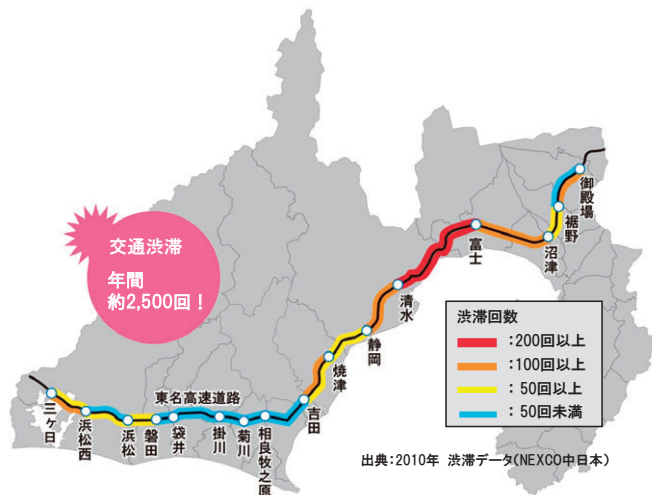 交通渋滞
年間
約2,500回！
御殿場
裾野
沼津
富士
清水
静岡
焼津
吉田
相良牧之原
菊川
掛川
袋井
磐田
浜松
浜松西
三ヶ日
東名高速道路
渋滞回数
：200回以上
：100回以上
：50回以上
：50回未満
出典：2010年 渋滞データ（NEXCO中日本）